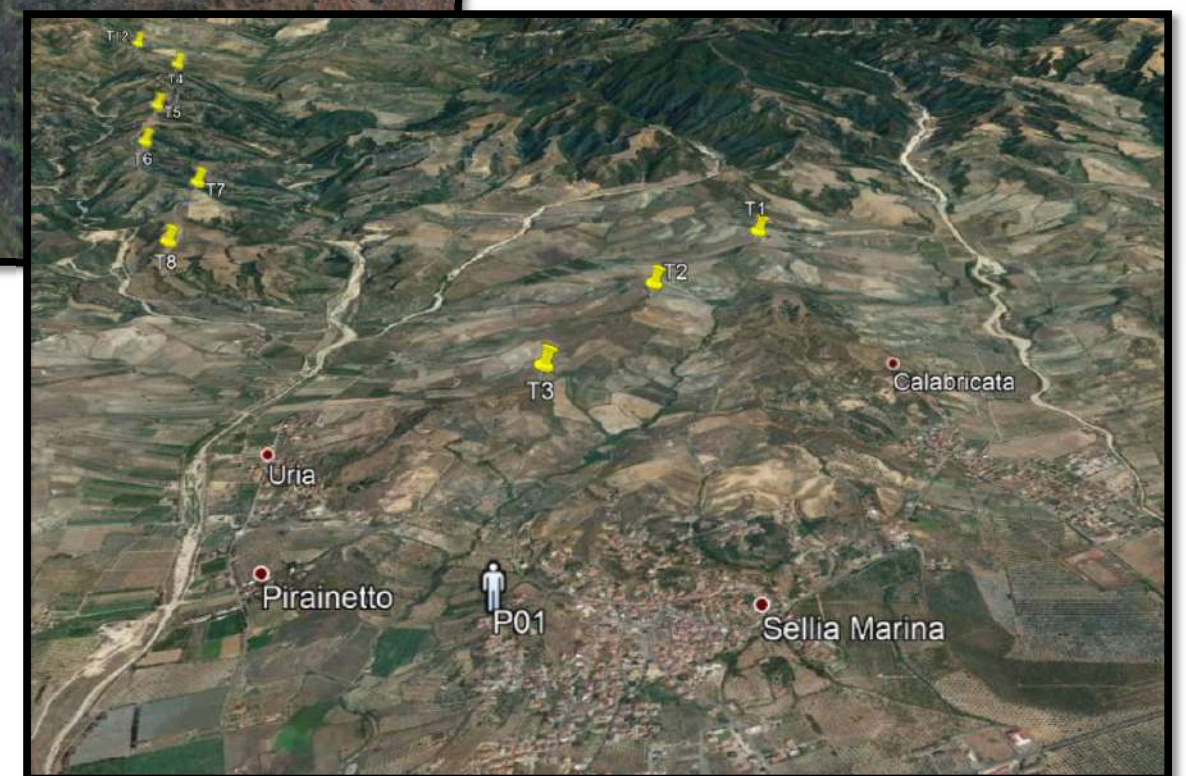 T12
T4
T5
T6
T7
T8
T1
T2
T3
Calabricata
Uria
Pirainetto
P01
Sellia Marina